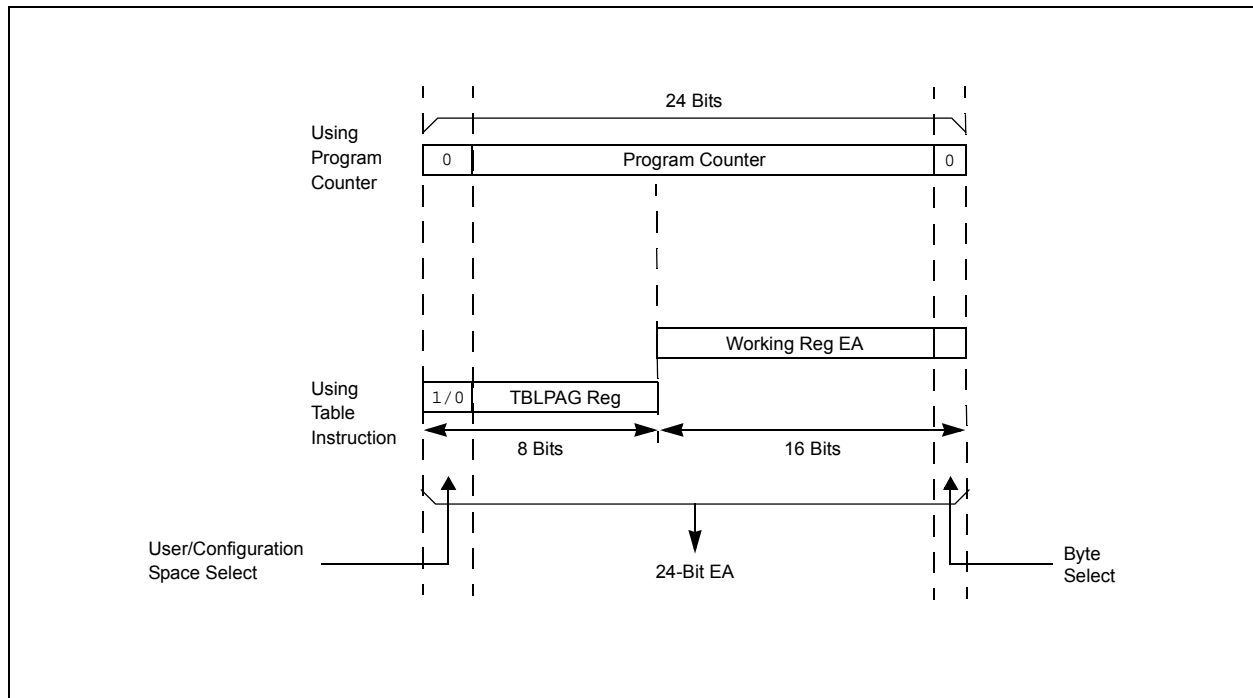 24 Bits
Using
Program
Counter
0
Program Counter
0
Working Reg EA
Using
Table
Instruction
1/0
TBLPAG Reg
8 Bits
16 Bits
User/Configuration
Space Select
24-Bit EA
Byte
Select